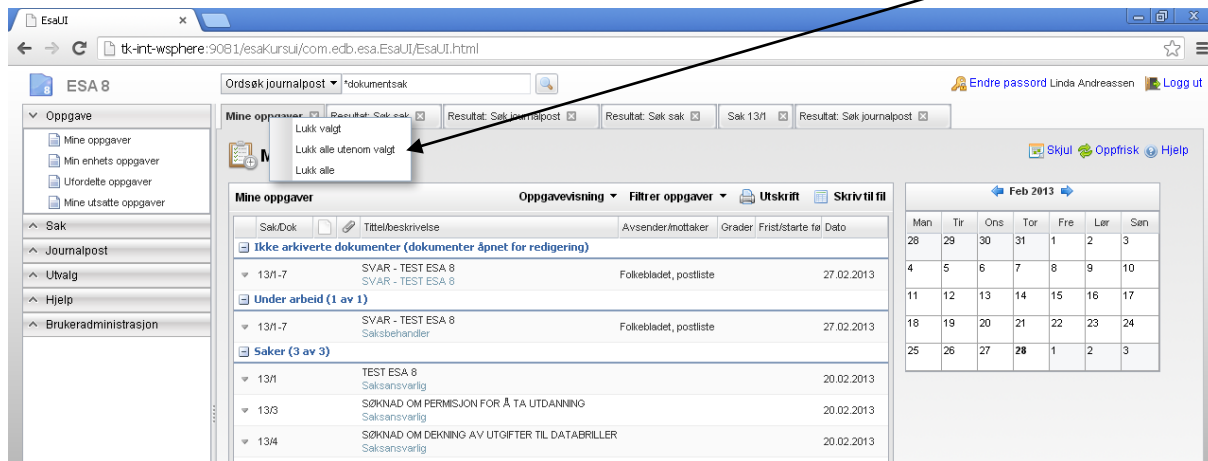 EsaUI
tk-int-wsphere:9081/esaKursui/com.edb.esa.EsaUI/EsaUI.html
8 ESA 8
Ordsøk journalpost *dokumentsak
Endre passord Linda Andreassen Logg ut
Oppgave
Mine oppgaver
Min enhets oppgaver
Ufordelte oppgaver
Mine utsatte oppgaver
Sak
Journalpost
Utvalg
Hjelp
Brukeradministrasjon
Mine oppgaver Resultat: Søk sak Resultat: Søk journalpost Resultat: Søk sak Sak 13/1 Resultat: Søk journalpost
Lukk valgt
Lukk alle utenom valgt
Lukk alle
M
Skjul Oppfrisk Hjelp
Mine oppgaver Oppgavevisning Filtrer oppgaver Utskrift Skriv til fil
Sak/Dok Tittel/beskrivelse Avsender/mottaker Grader Frist/starte fø Dato
Ikke arkiverte dokumenter (dokumenter åpnet for redigering)
13/1-7 SVAR - TEST ESA 8 Folkebladet, postliste 27.02.2013
SVAR - TEST ESA 8
Under arbeid (1 av 1)
13/1-7 SVAR - TEST ESA 8 Folkebladet, postliste 27.02.2013
Saksbehandler
Saker (3 av 3)
13/1 TEST ESA 8 20.02.2013
Saksansvarlig
13/3 SØKNAD OM PERMISJON FOR Å TA UTDANNING 20.02.2013
Saksansvarlig
13/4 SØKNAD OM DEKNING AV UTGIFTER TIL DATABRILLER 20.02.2013
Saksansvarlig
Feb 2013
Man Tir Ons Tor Fre Lør Søn
28 29 30 31 1 2 3
4 5 6 7 8 9 10
11 12 13 14 15 16 17
18 19 20 21 22 23 24
25 26 27 28 1 2 3